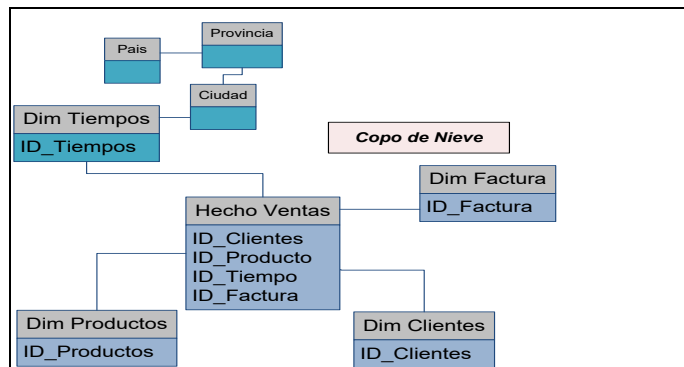 Provincia
Pais
Ciudad
Dim Tiempos
ID_Tiempos
Copo de Nieve
Dim Factura
ID_Factura
Hecho Ventas
ID_Clientes
ID_Producto
ID_Tiempo
ID_Factura
Dim Productos
ID_Productos
Dim Clientes
ID_Clientes